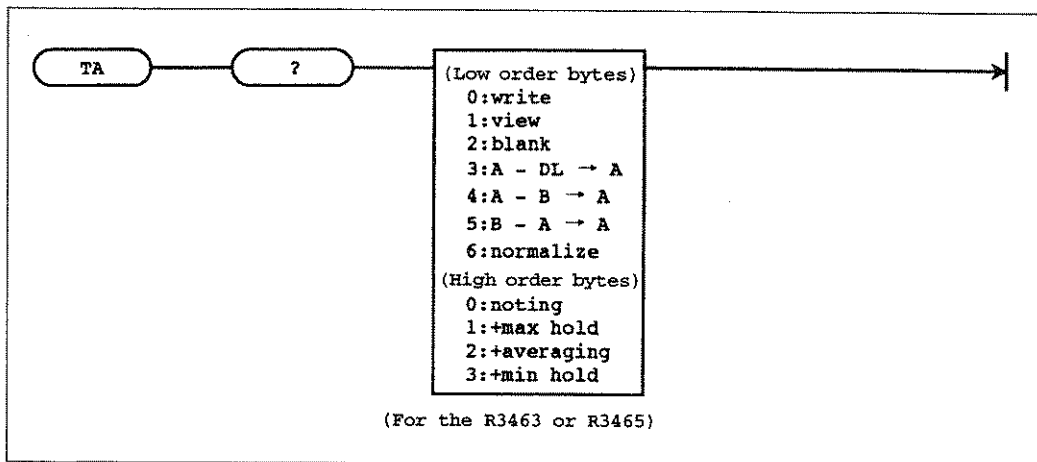 TA
?
(Low order bytes)
0:write
1:view
2:blank
3:A - DL → A
4:A - B → A
5:B - A → A
6:normalize
(High order bytes)
0:noting
1:+max hold
2:+averaging
3:+min hold
(For the R3463 or R3465)